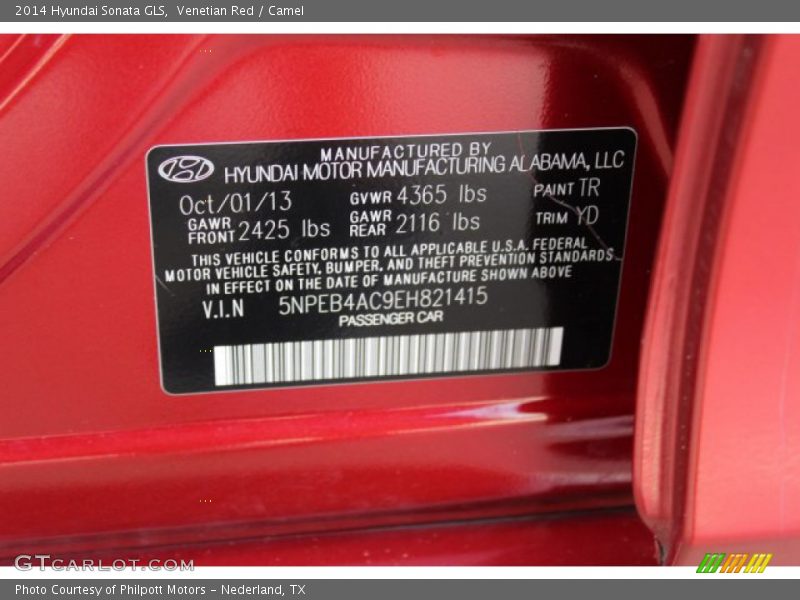 2014 Hyundai Sonata GLS, Venetian Red / Camel
MANUFACTURED BY
HYUNDAI MOTOR MANUFACTURING ALABAMA, LLC
Oct/01/13 GVWR 4365 lbs PAINT TR
GAWR FRONT 2425 lbs GAWR REAR 2116 lbs TRIM YD
THIS VEHICLE CONFORMS TO ALL APPLICABLE U.S.A. FEDERAL
MOTOR VEHICLE SAFETY, BUMPER, AND THEFT PREVENTION STANDARDS
IN EFFECT ON THE DATE OF MANUFACTURE SHOWN ABOVE
V.I.N 5NPEB4AC9EH821415
PASSENGER CAR
GTCARLOT.COM
Photo Courtesy of Philpott Motors - Nederland, TX